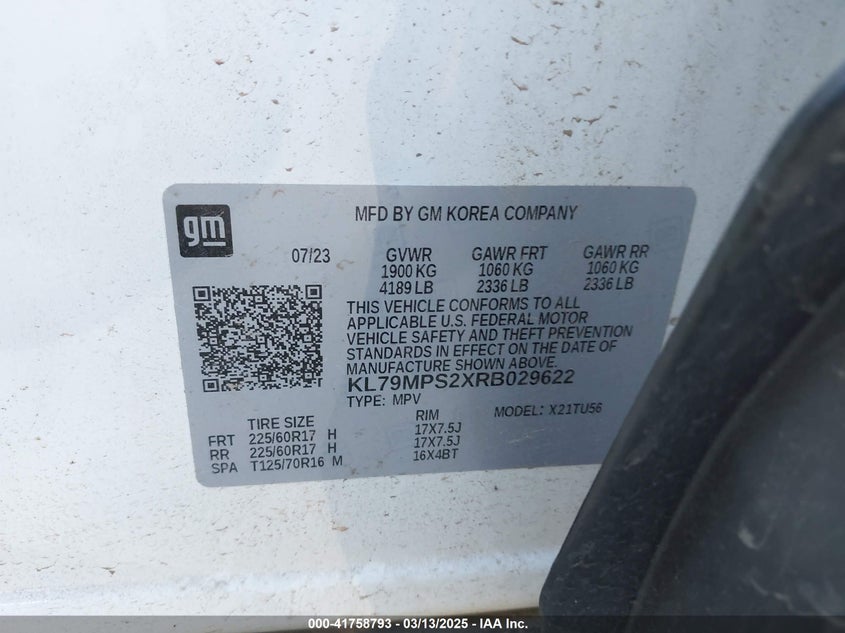 gm
MFD BY GM KOREA COMPANY
07/23 GVWR GAWR FRT GAWR RR
1900 KG 1060 KG 1060 KG
4189 LB 2336 LB 2336 LB
THIS VEHICLE CONFORMS TO ALL
APPLICABLE U.S. FEDERAL MOTOR
VEHICLE SAFETY AND THEFT PREVENTION
STANDARDS IN EFFECT ON THE DATE OF
MANUFACTURE SHOWN ABOVE.
KL79MPS2XRB029622
TYPE: MPV MODEL: X21TU56
TIRE SIZE RIM
FRT 225/60R17 H 17X7.5J
RR 225/60R17 H 17X7.5J
SPA T125/70R16 M 16X4BT
000-41758793 — 03/13/2025 - IAA Inc.